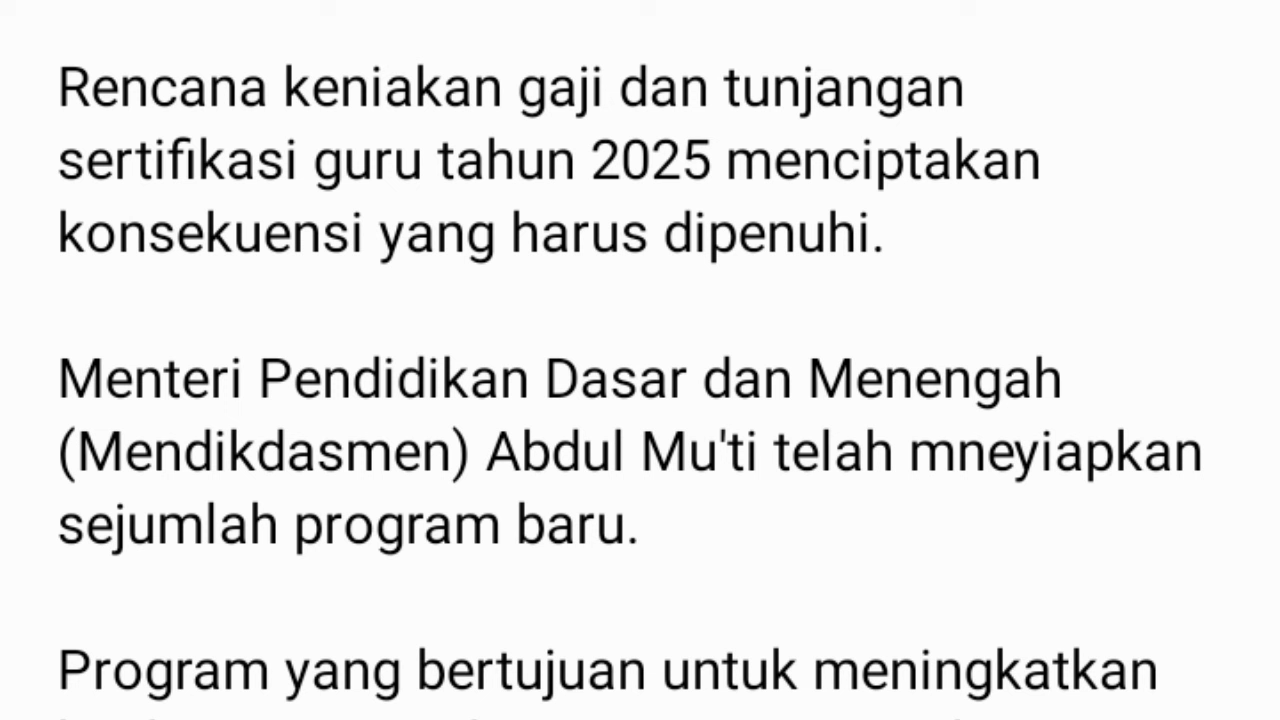 Rencana keniakan gaji dan tunjangan
sertifikasi guru tahun 2025 menciptakan
konsekuensi yang harus dipenuhi.
Menteri Pendidikan Dasar dan Menengah
(Mendikdasmen) Abdul Mu'ti telah mneyiapkan
sejumlah program baru.
Program yang bertujuan untuk meningkatkan